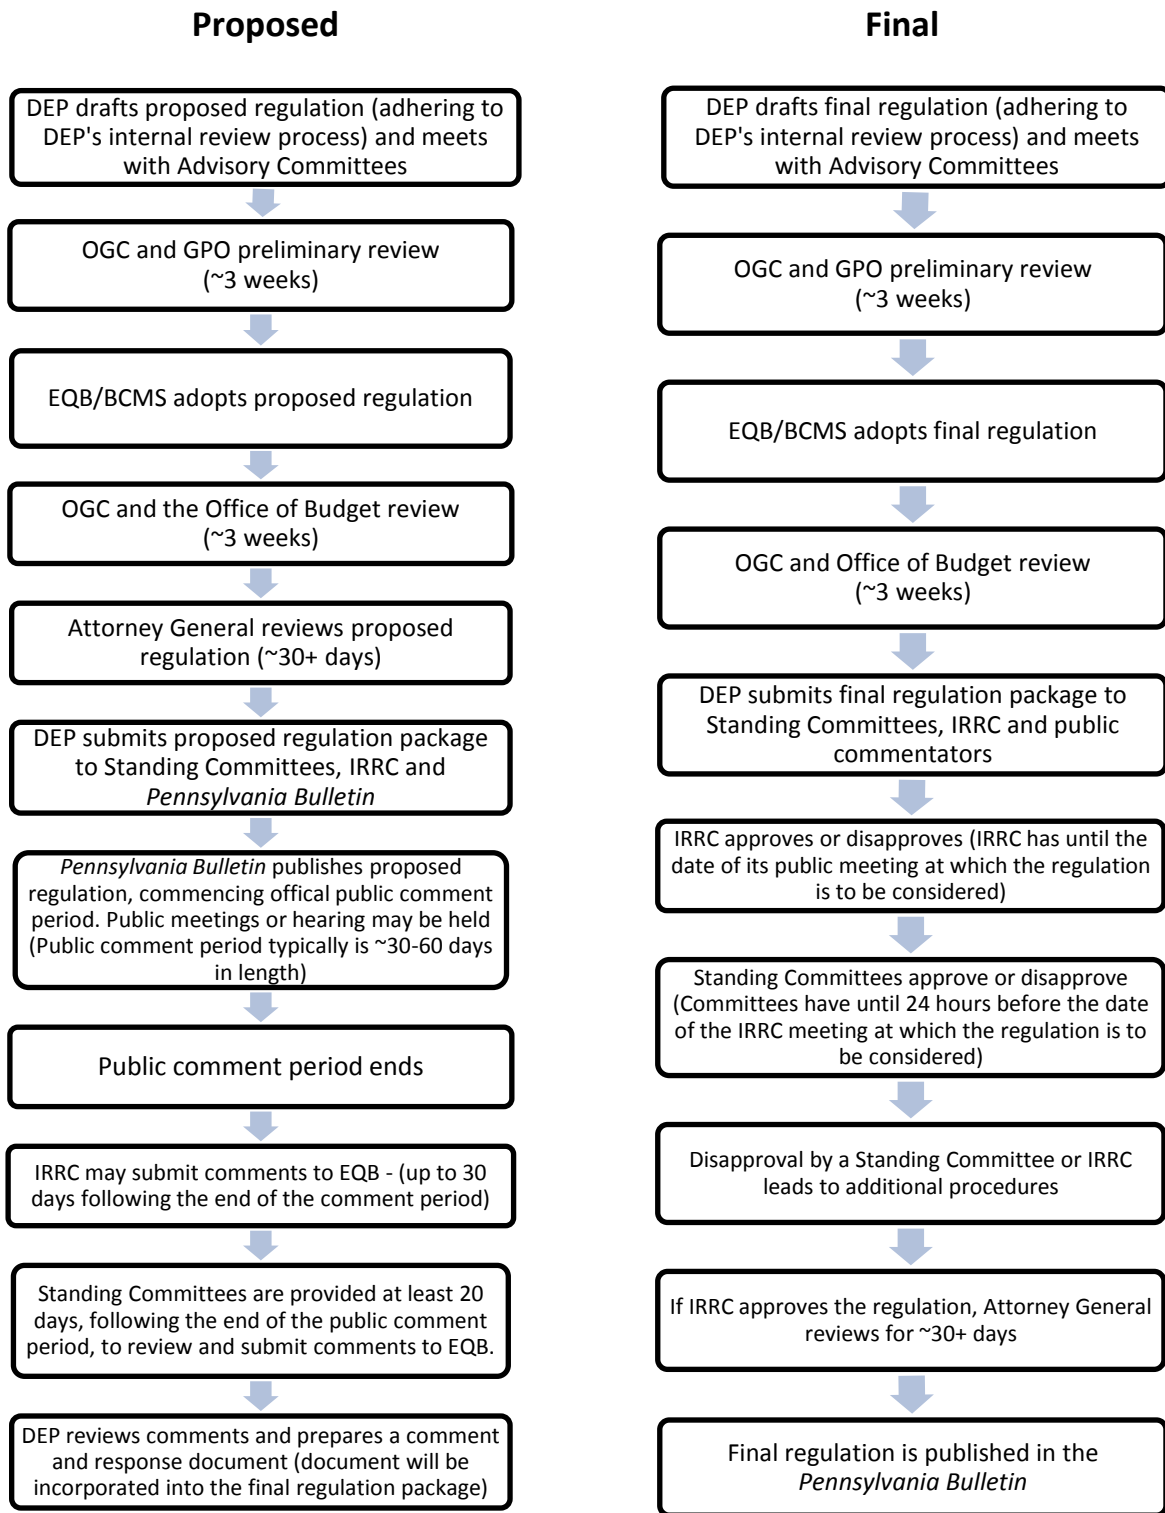 Proposed
DEP drafts proposed regulation (adhering to
DEP's internal review process) and meets
with Advisory Committees
OGC and GPO preliminary review
(~3 weeks)
EQB/BCMS adopts proposed regulation
OGC and the Office of Budget review
(~3 weeks)
Attorney General reviews proposed
regulation (~30+ days)
DEP submits proposed regulation package
to Standing Committees, IRRC and
Pennsylvania Bulletin
Pennsylvania Bulletin publishes proposed
regulation, commencing offical public comment
period. Public meetings or hearing may be held
(Public comment period typically is ~30-60 days
in length)
Public comment period ends
IRRC may submit comments to EQB - (up to 30
days following the end of the comment period)
Standing Committees are provided at least 20
days, following the end of the public comment
period, to review and submit comments to EQB.
DEP reviews comments and prepares a comment
and response document (document will be
incorporated into the final regulation package)
Final
DEP drafts final regulation (adhering to
DEP's internal review process) and meets
with Advisory Committees
OGC and GPO preliminary review
(~3 weeks)
EQB/BCMS adopts final regulation
OGC and Office of Budget review
(~3 weeks)
DEP submits final regulation package to
Standing Committees, IRRC and public
commentators
IRRC approves or disapproves (IRRC has until the
date of its public meeting at which the regulation
is to be considered)
Standing Committees approve or disapprove
(Committees have until 24 hours before the date
of the IRRC meeting at which the regulation is to
be considered)
Disapproval by a Standing Committee or IRRC
leads to additional procedures
If IRRC approves the regulation, Attorney General
reviews for ~30+ days
Final regulation is published in the
Pennsylvania Bulletin